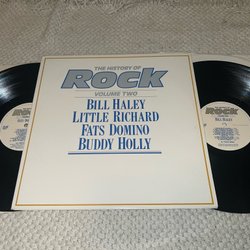 THE HISTORY OF
Rock
VOLUME TWO
BILL HALEY
LITTLE RICHARD
FATS DOMINO
BUDDY HOLLY
Rock
BILL HALEY